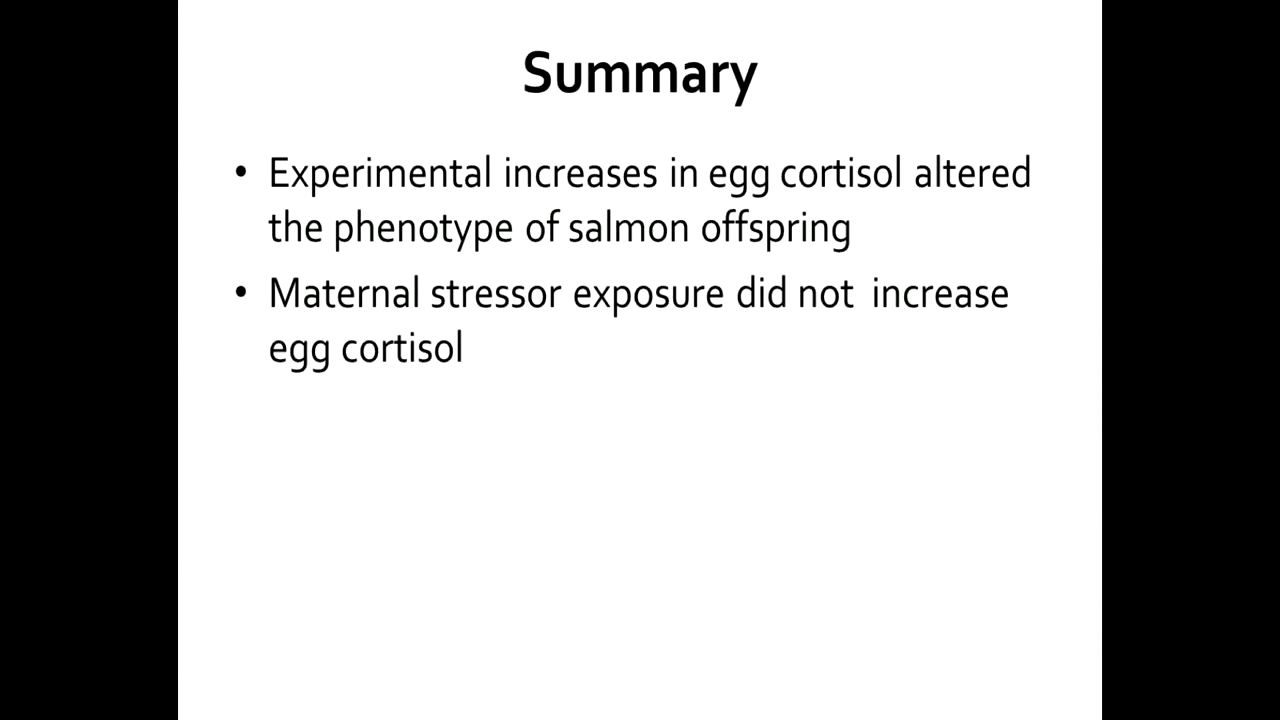 Summary
• Experimental increases in egg cortisol altered
the phenotype of salmon offspring
• Maternal stressor exposure did not  increase
egg cortisol